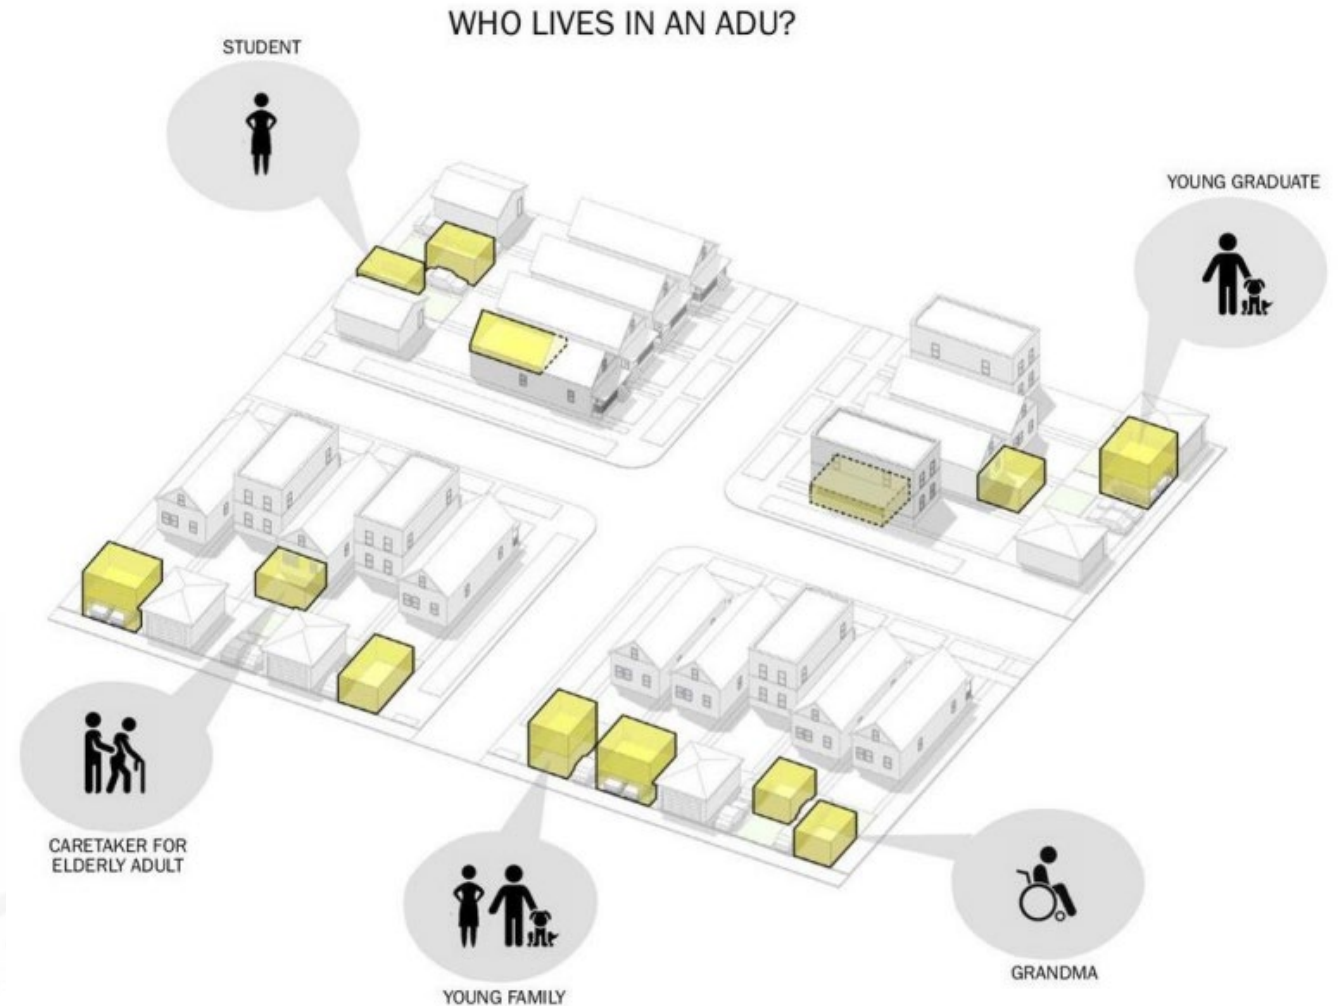 WHO LIVES IN AN ADU?
STUDENT
YOUNG GRADUATE
CARETAKER FOR
ELDERLY ADULT
YOUNG FAMILY
GRANDMA